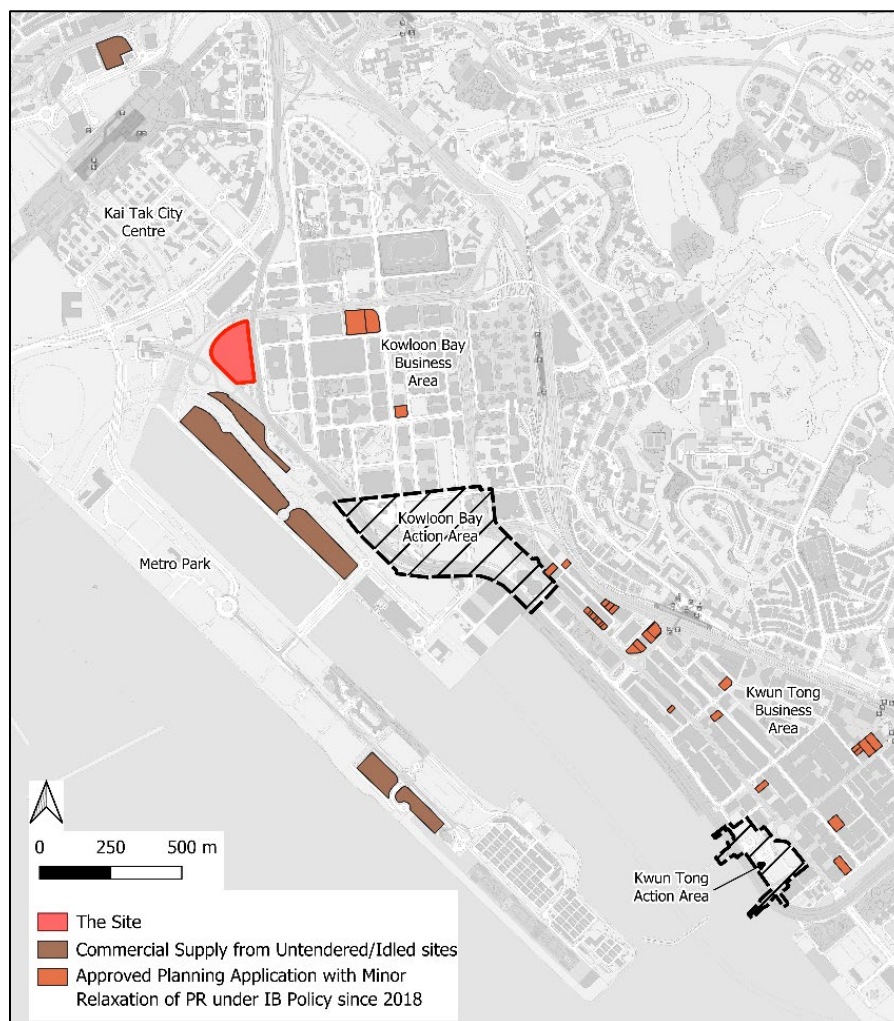 Kai Tak City
Centre
Kowloon Bay
Business
Area
Kowloon Bay
Action Area
Metro Park
Kwun Tong
Business
Area
Kwun Tong
Action Area
0 250 500 m
The Site
Commercial Supply from Untendered/Idled sites
Approved Planning Application with Minor
Relaxation of PR under IB Policy since 2018